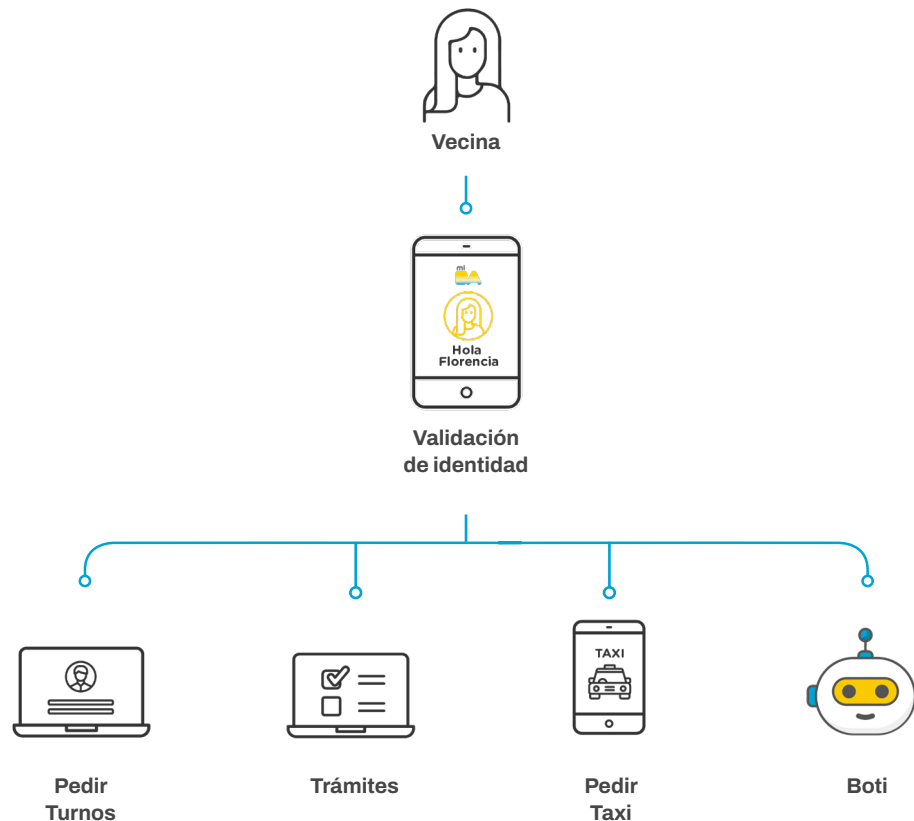 Vecina
mi
BA
Hola
Florencia
Validación
de identidad
TAXI
Pedir
Turnos
Trámites
Pedir
Taxi
Boti